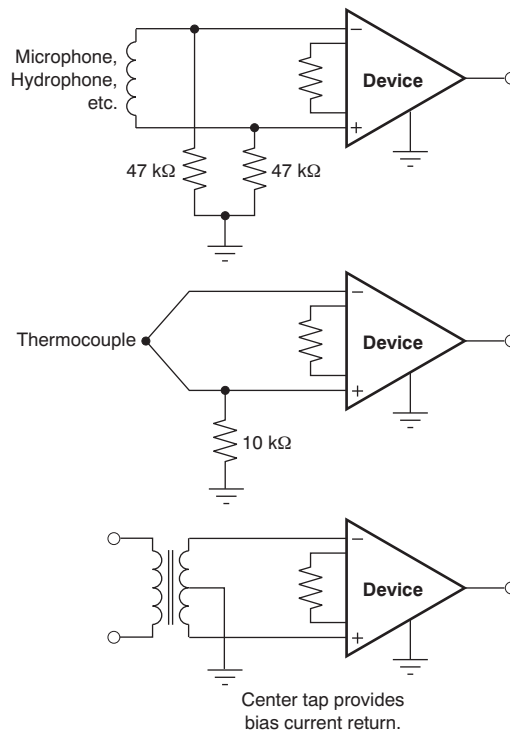 Microphone,
Hydrophone,
etc.
−
Device
+
47 kΩ
47 kΩ
Thermocouple
−
Device
+
10 kΩ
−
Device
+
Center tap provides
bias current return.